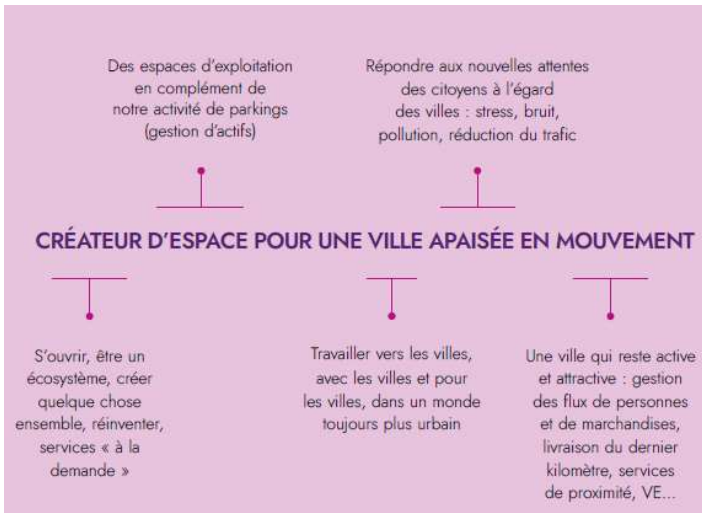 Des espaces d'exploitation
en complément de
notre activité de parkings
(gestion d'actifs)
Répondre aux nouvelles attentes
des citoyens à l'égard
des villes : stress, bruit,
pollution, réduction du trafic
CRÉATEUR D'ESPACE POUR UNE VILLE APAISÉE EN MOUVEMENT
S'ouvrir, être un
écosystème, créer
quelque chose
ensemble, réinventer,
services « à la
demande »
Travailler vers les villes,
avec les villes et pour
les villes, dans un monde
toujours plus urbain
Une ville qui reste active
et attractive : gestion
des flux de personnes
et de marchandises,
livraison du dernier
kilomètre, services
de proximité, VE...